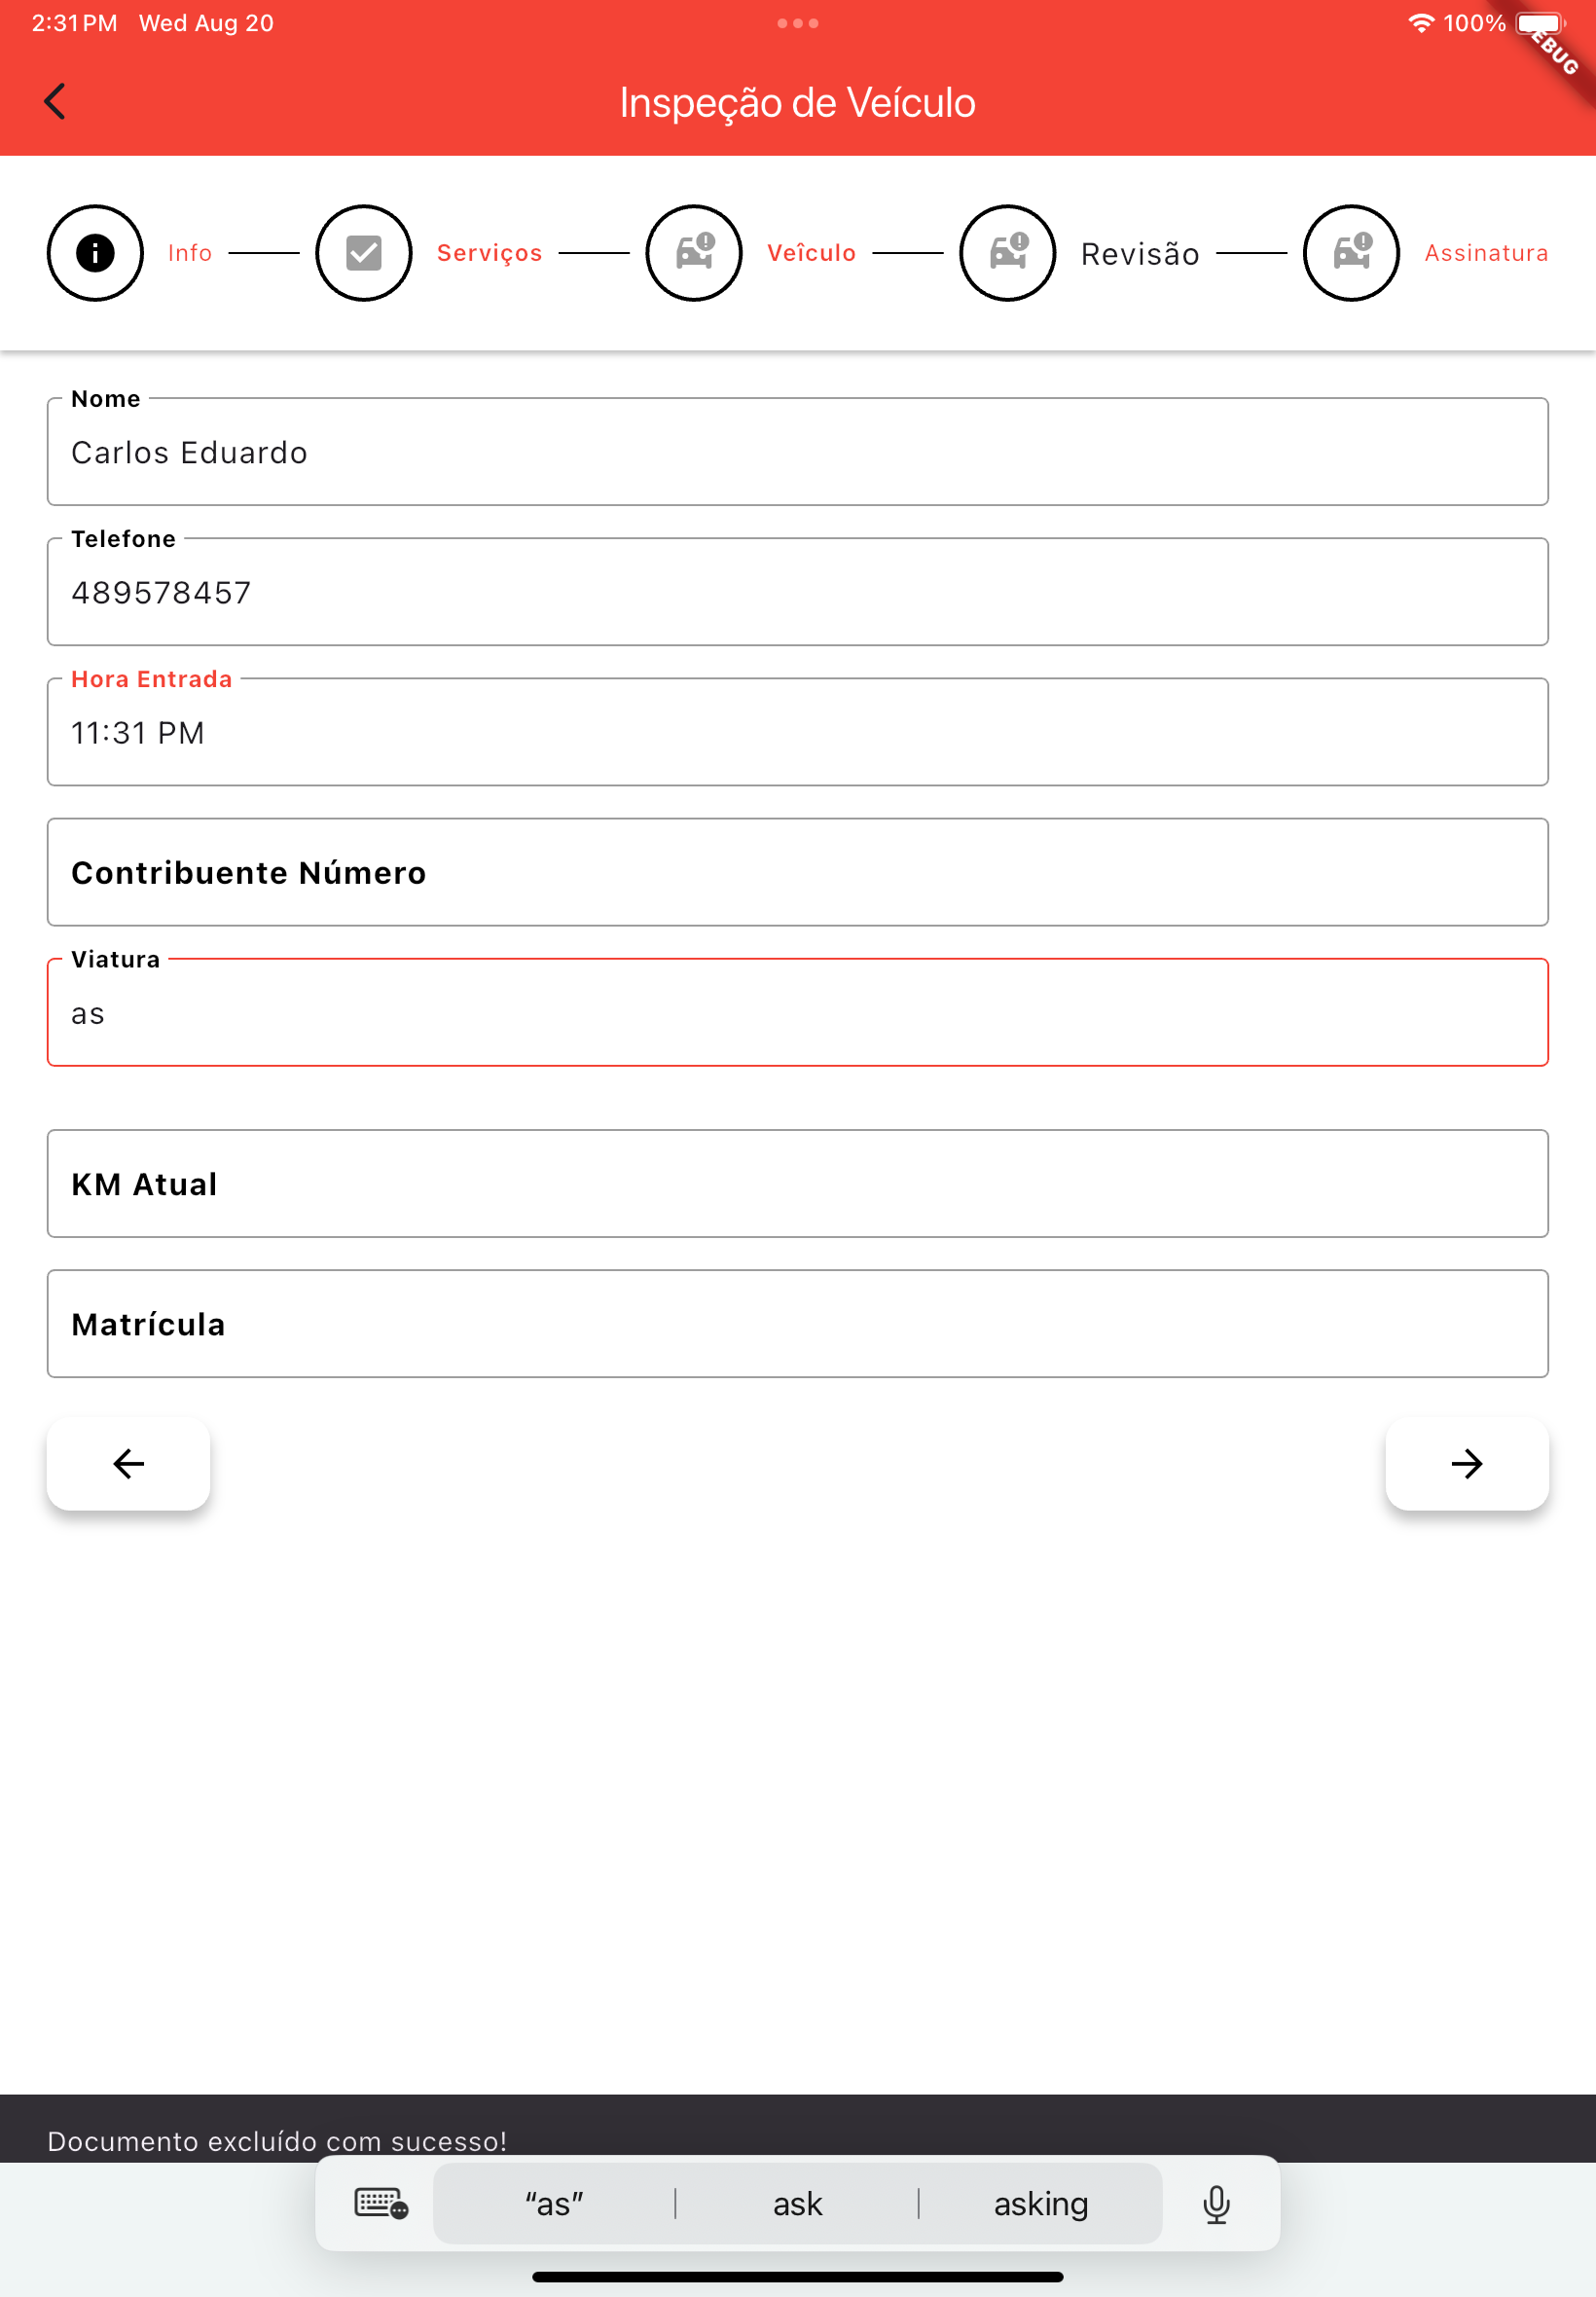 2:31 PM Wed Aug 20
100%
EBUG
Inspeção de Veículo
Info
Serviços
Veîculo
Revisão
Assinatura
Nome
Carlos Eduardo
Telefone
489578457
Hora Entrada
11:31 PM
Contribuente Número
Viatura
as
KM Atual
Matrícula
Documento excluído com sucesso!
“as” ask asking